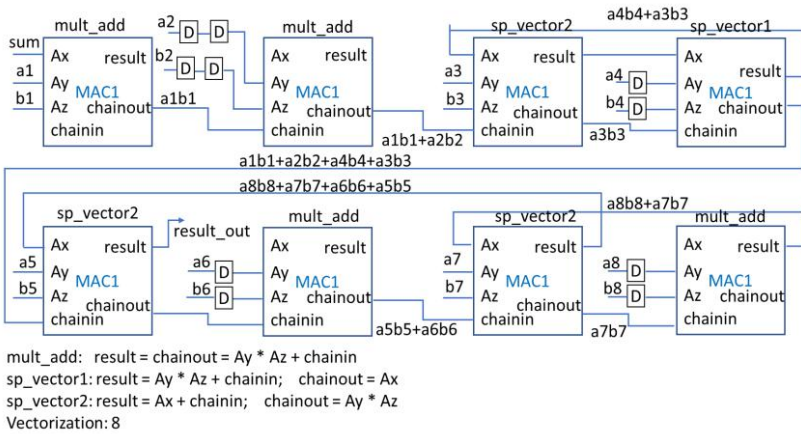 a4b4+a3b3
mult_add
a2 D D
mult_add
sp_vector2
sp_vector1
sum
Ax result
b2 D D
Ax result
Ax result
Ax result
a1
Ay
MAC1
Ay
MAC1
a3
Ay
MAC1
a4 D
Ay
MAC1
b1
Az chainout
a1b1
Az chainout
b3
Az chainout
b4 D
Az chainout
chainin
chainin
a1b1+a2b2
chainin
a3b3
chainin
a1b1+a2b2+a4b4+a3b3
a8b8+a7b7+a6b6+a5b5
a8b8+a7b7
sp_vector2
result_out
mult_add
sp_vector2
mult_add
Ax result
Ax result
Ax result
Ax result
a5
Ay
MAC1
a6 D
Ay
MAC1
a7
Ay
MAC1
a8 D
Ay
MAC1
b5
Az chainout
b6 D
Az chainout
b7
Az chainout
b8 D
Az chainout
chainin
chainin
a5b5+a6b6
chainin
a7b7
chainin
mult_add: result = chainout = Ay * Az + chainin
sp_vector1: result = Ay * Az + chainin; chainout = Ax
sp_vector2: result = Ax + chainin; chainout = Ay * Az
Vectorization: 8